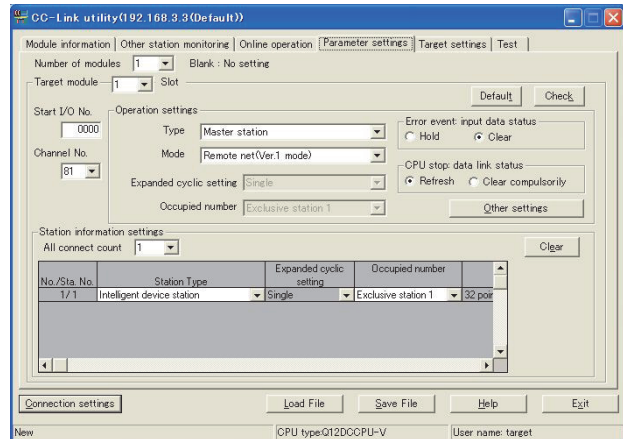 CC-Link utility(192.168.3.3(Default))
Module information Other station monitoring Online operation Parameter settings Target settings Test
Number of modules 1 Blank : No setting
Target module 1 Slot
Default Check
Start I/O No.
0000
Channel No.
81
Operation settings
Type Master station
Mode Remote net(Ver.1 mode)
Expanded cyclic setting Single
Occupied number Exclusive station 1
Error event: input data status
Hold Clear
CPU stop: data link status
Refresh Clear compulsorily
Other settings
Station information settings
All connect count 1
Clear
No./Sta. No. Station Type Expanded cyclic setting Occupied number
1/ 1 Intelligent device station Single Exclusive station 1 32 poir
Connection settings Load File Save File Help Exit
New CPU type:Q12DCCPU-V User name: target